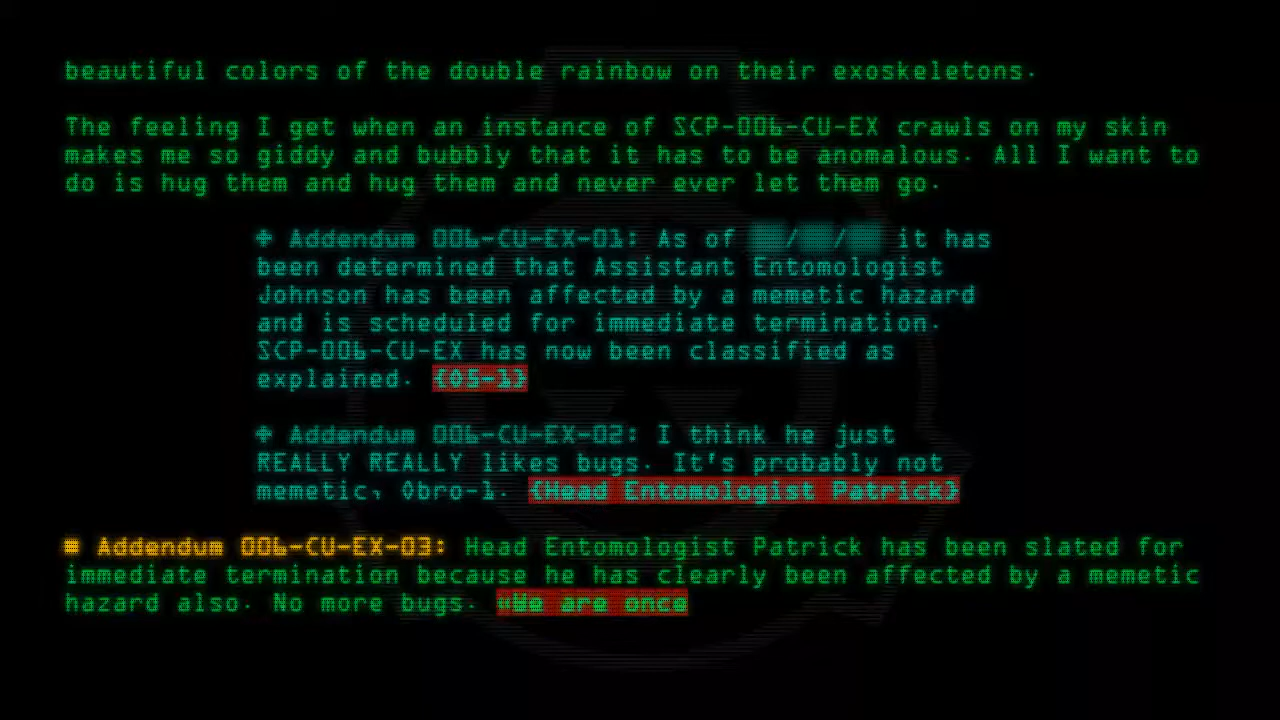 beautiful colors of the double rainbow on their exoskeletons.
The feeling I get when an instance of SCP-006-CU-EX crawls on my skin
makes me so giddy and bubbly that it has to be anomalous. All I want to
do is hug them and hug them and never ever let them go.
+ Addendum 006-CU-EX-01: As of ██/██/██ it has
been determined that Assistant Entomologist
Johnson has been affected by a memetic hazard
and is scheduled for immediate termination.
SCP-006-CU-EX has now been classified as
explained. {05-1}
+ Addendum 006-CU-EX-02: I think he just
REALLY REALLY likes bugs. It's probably not
memetic, 0bro-1. {Head Entomologist Patrick}
■ Addendum 006-CU-EX-03: Head Entomologist Patrick has been slated for
immediate termination because he has clearly been affected by a memetic
hazard also. No more bugs. We are once